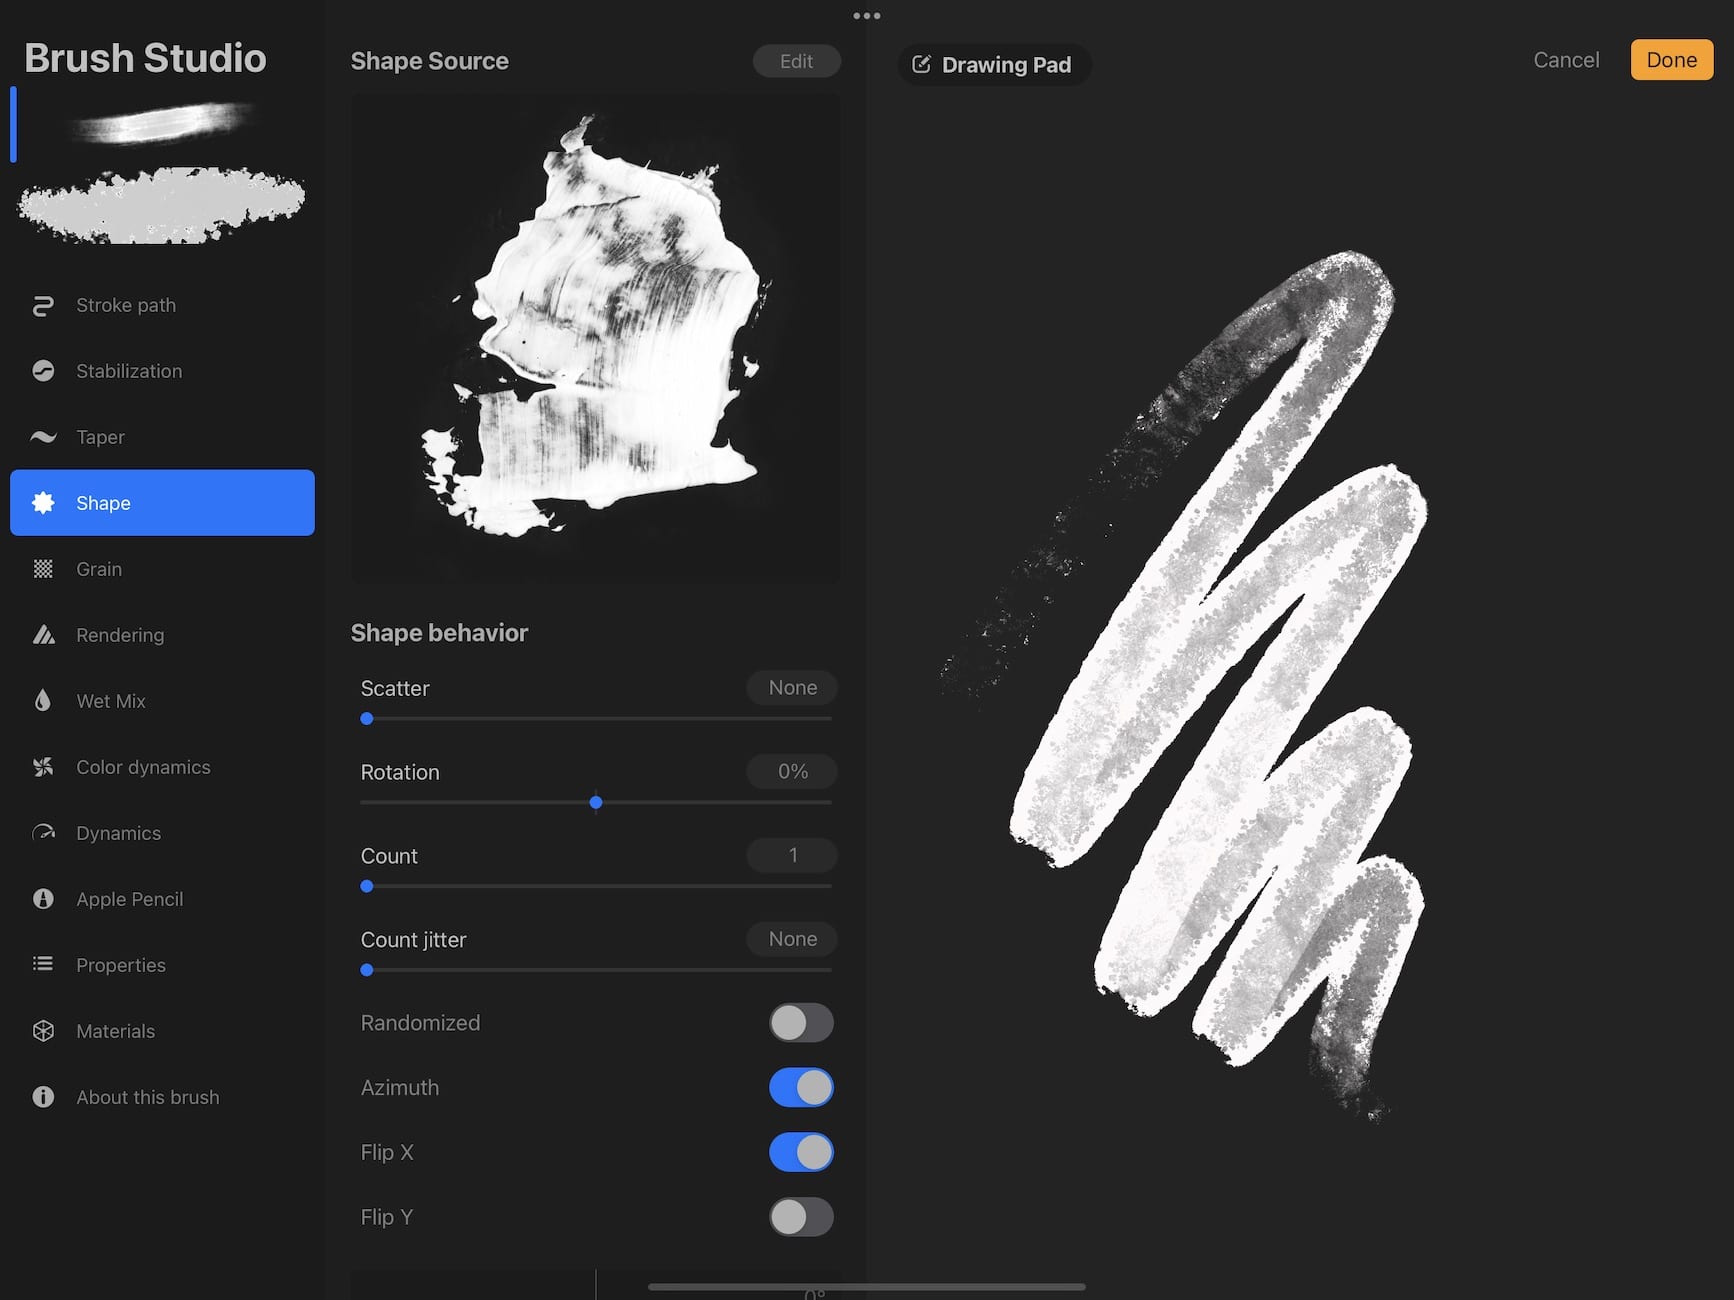 Brush Studio
Stroke path
Stabilization
Taper
Shape
Grain
Rendering
Wet Mix
Color dynamics
Dynamics
Apple Pencil
Properties
Materials
About this brush
Shape Source
Edit
Shape behavior
Scatter
None
Rotation
0%
Count
1
Count jitter
None
Randomized
Azimuth
Flip X
Flip Y
0°
Drawing Pad
Cancel
Done